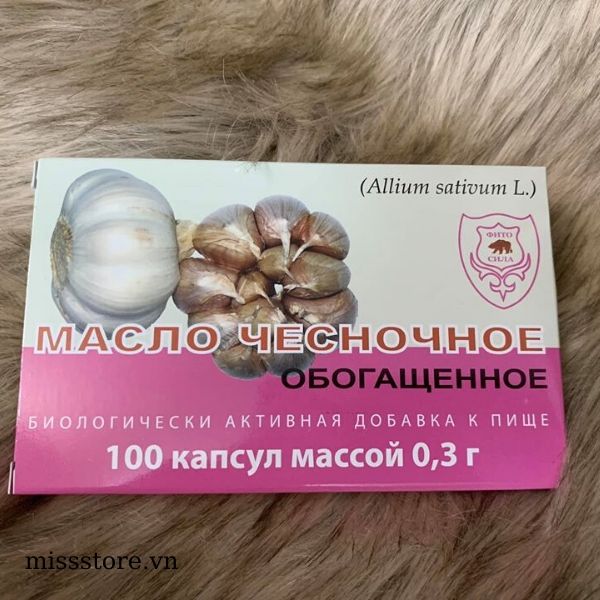 (Allium sativum L.)
ФИТО
СИЛА
МАСЛО ЧЕСНОЧНОЕ
ОБОГАЩЕННОЕ
БИОЛОГИЧЕСКИ АКТИВНАЯ ДОБАВКА К ПИЩЕ
100 капсул массой 0,3 г
missstore.vn